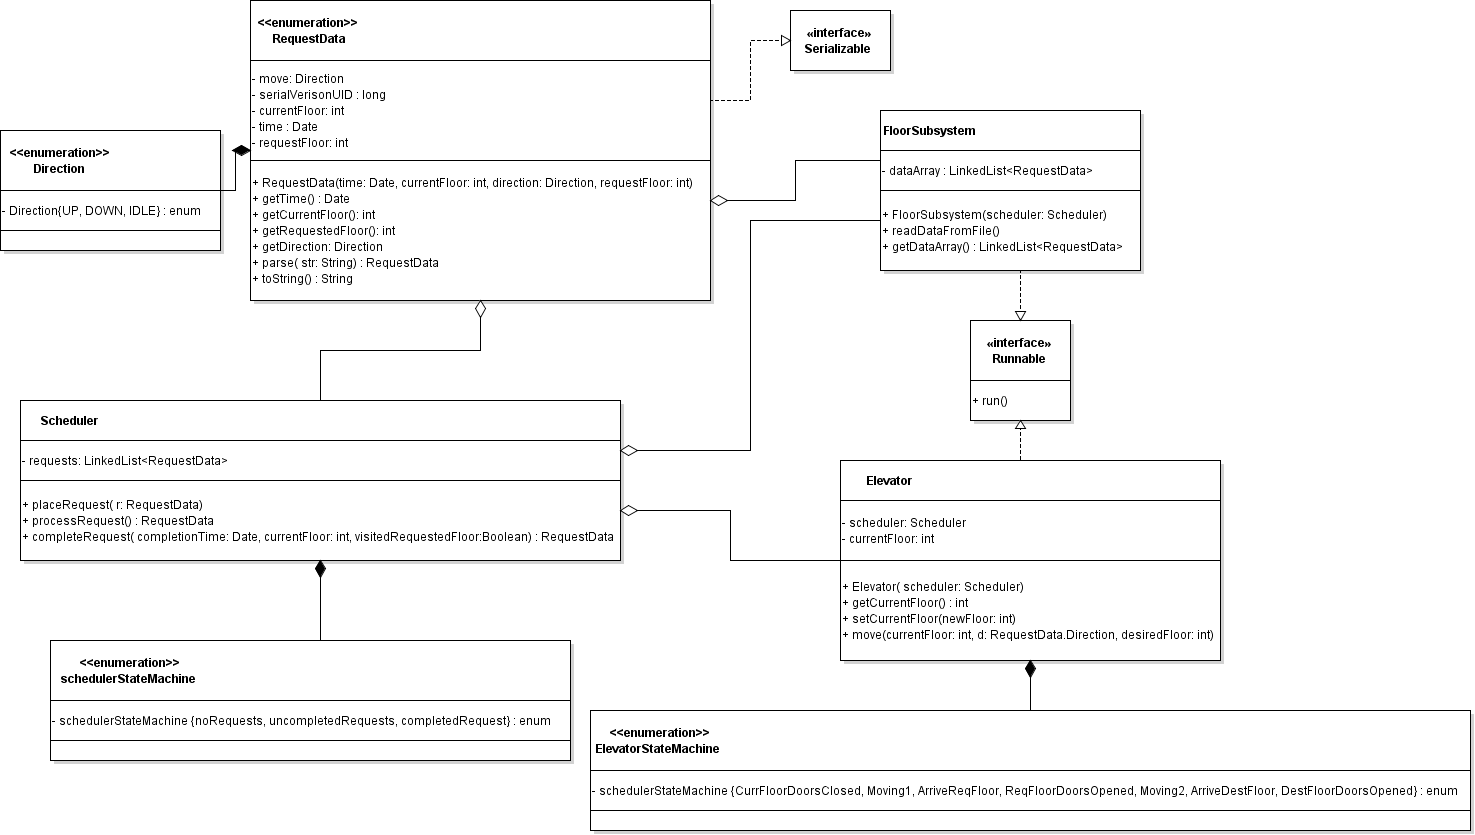 <<enumeration>>
RequestData
- move: Direction
- serialVerisonUID : long
- currentFloor: int
- time : Date
- requestFloor: int
+ RequestData(time: Date, currentFloor: int, direction: Direction, requestFloor: int)
+ getTime() : Date
+ getCurrentFloor(): int
+ getRequestedFloor(): int
+ getDirection: Direction
+ parse( str: String) : RequestData
+ toString() : String
«interface»
Serializable
<<enumeration>>
Direction
- Direction{UP, DOWN, IDLE} : enum
FloorSubsystem
- dataArray : LinkedList<RequestData>
+ FloorSubsystem(scheduler: Scheduler)
+ readDataFromFile()
+ getDataArray() : LinkedList<RequestData>
«interface»
Runnable
+ run()
Scheduler
- requests: LinkedList<RequestData>
+ placeRequest( r: RequestData)
+ processRequest() : RequestData
+ completeRequest( completionTime: Date, currentFloor: int, visitedRequestedFloor:Boolean) : RequestData
Elevator
- scheduler: Scheduler
- currentFloor: int
+ Elevator( scheduler: Scheduler)
+ getCurrentFloor() : int
+ setCurrentFloor(newFloor: int)
+ move(currentFloor: int, d: RequestData.Direction, desiredFloor: int)
<<enumeration>>
schedulerStateMachine
- schedulerStateMachine {noRequests, uncompletedRequests, completedRequest} : enum
<<enumeration>>
ElevatorStateMachine
- schedulerStateMachine {CurrFloorDoorsClosed, Moving1, ArriveReqFloor, ReqFloorDoorsOpened, Moving2, ArriveDestFloor, DestFloorDoorsOpened} : enum